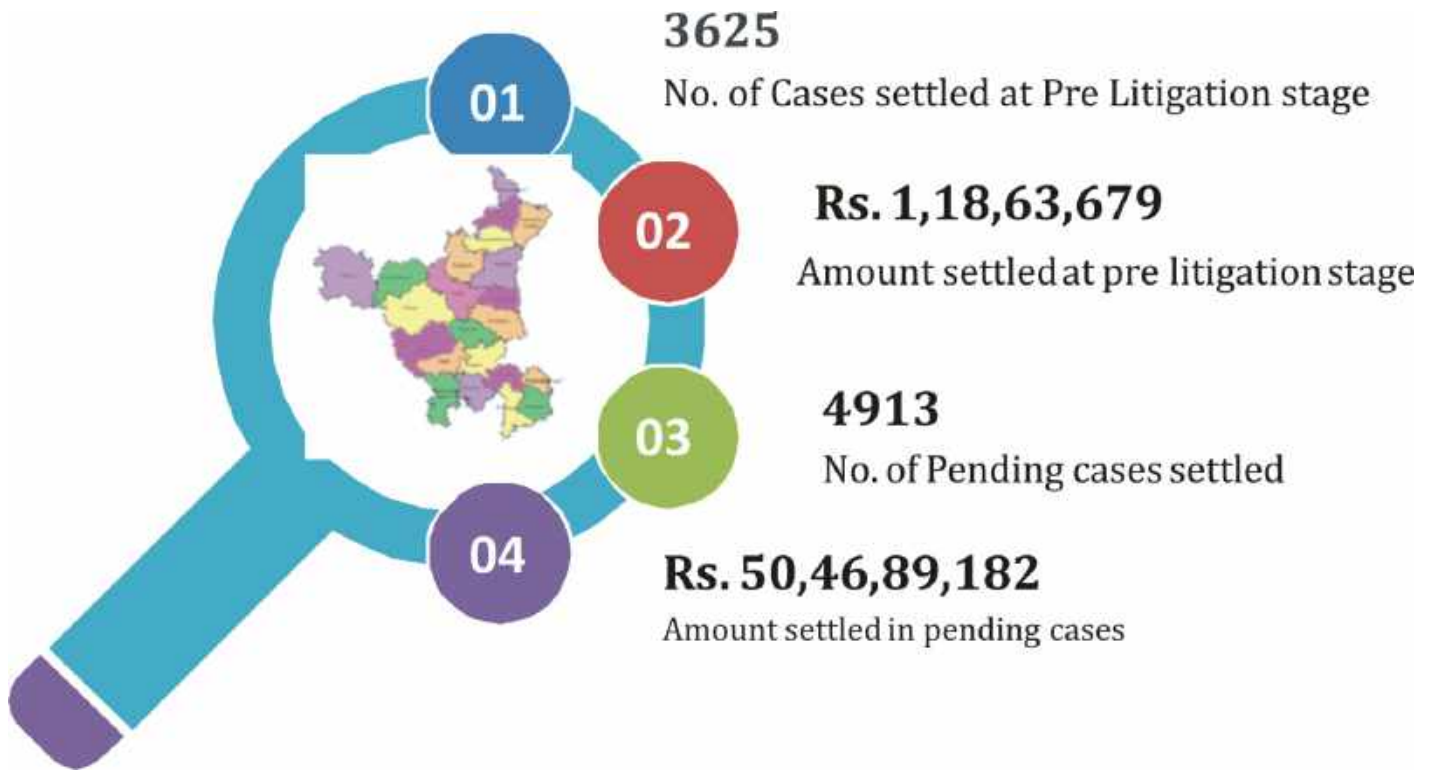 01
3625
No. of Cases settled at Pre Litigation stage
02
Rs. 1,18,63,679
Amount settled at pre litigation stage
03
4913
No. of Pending cases settled
04
Rs. 50,46,89,182
Amount settled in pending cases